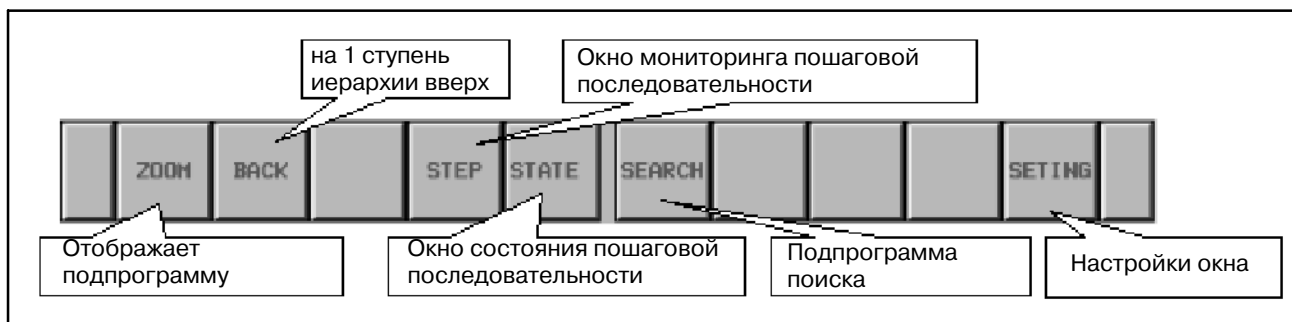 на 1 ступень
иерархии вверх
Окно мониторинга пошаговой
последовательности
ZOOM BACK STEP STATE SEARCH SETING
Отображает
подпрограмму
Окно состояния пошаговой
последовательности
Подпрограмма
поиска
Настройки окна